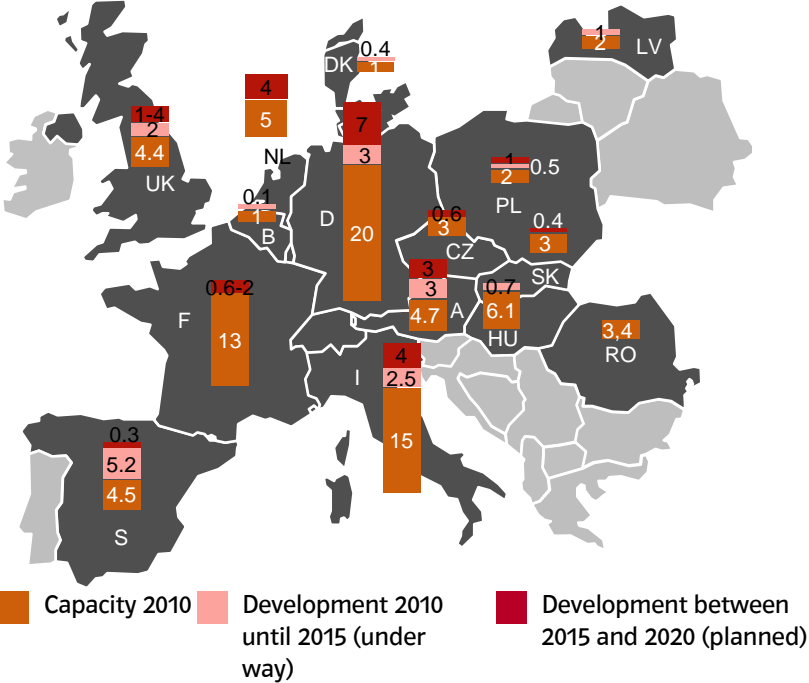 1
2
LV
0.4
DK
1
4
5
NL
1-4
2
4.4
UK
7
3
20
D
1
0.5
2
PL
0.1
1
B
0.6
3
CZ
0.4
3
SK
3
3
4.7
A
0.7
6.1
HU
3,4
RO
0.6-2
13
F
4
2.5
15
I
0.3
5.2
4.5
S
Capacity 2010
Development 2010
until 2015 (under
way)
Development between
2015 and 2020 (planned)